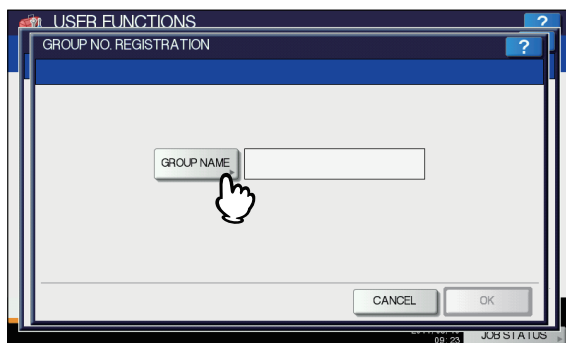 USER FUNCTIONS
?
GROUP NO. REGISTRATION
?
GROUP NAME
CANCEL
OK
09:23
JOB STATUS